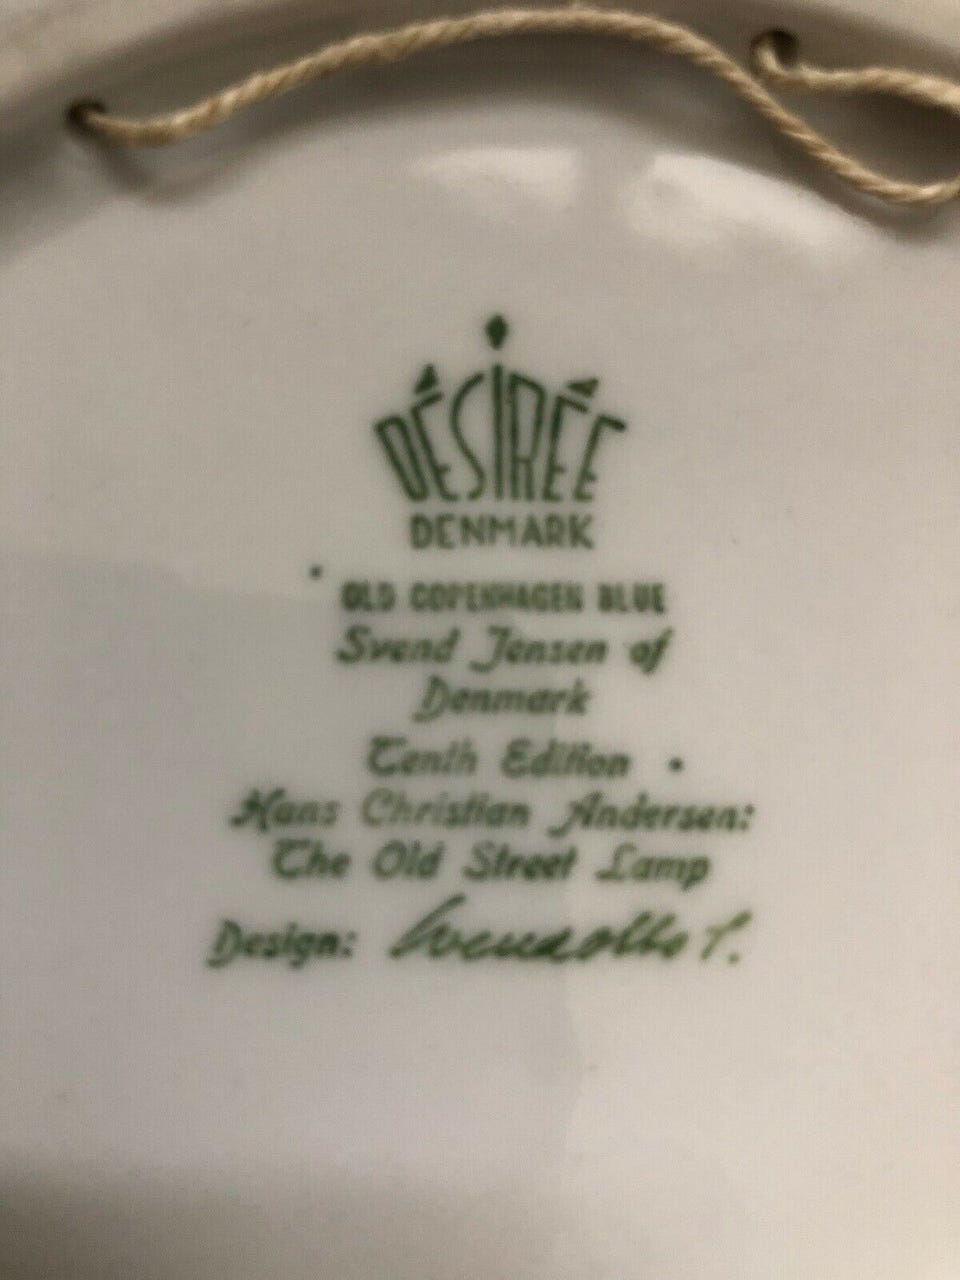 DÉSIRÉE
DENMARK
OLD COPENHAGEN BLUE
Svend Jensen of
Denmark
Tenth Edition
Hans Christian Andersen:
The Old Street Lamp
Design: